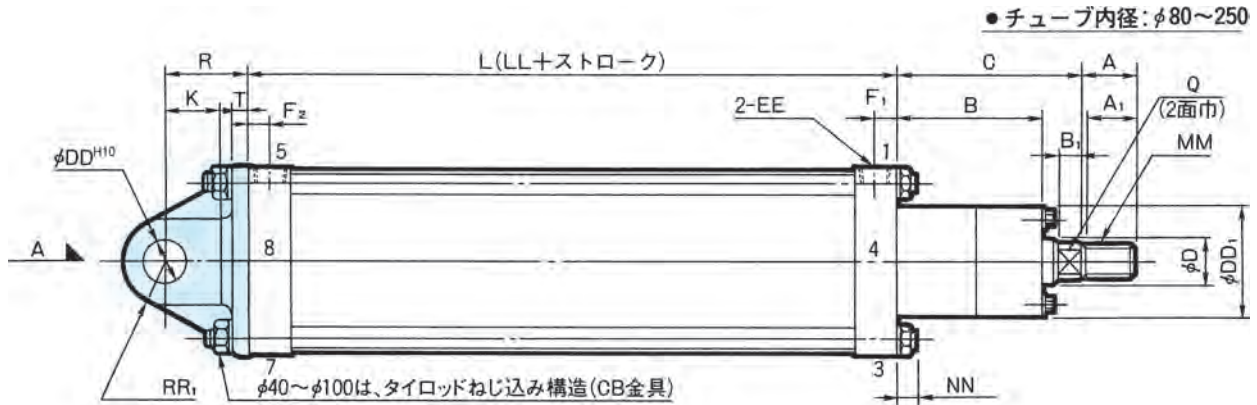 ● チューブ内径：φ80～250
R
L(LL＋ストローク)
C
A
K
T
F₂
2-EE
F₁
B
A₁
Q
(2面巾)
B₁
MM
φDDᴴ¹⁰
5
1
A
8
4
φD
φDD₁
7
3
RR₁
φ40～φ100は、タイロッドねじ込み構造(CB金具)
NN